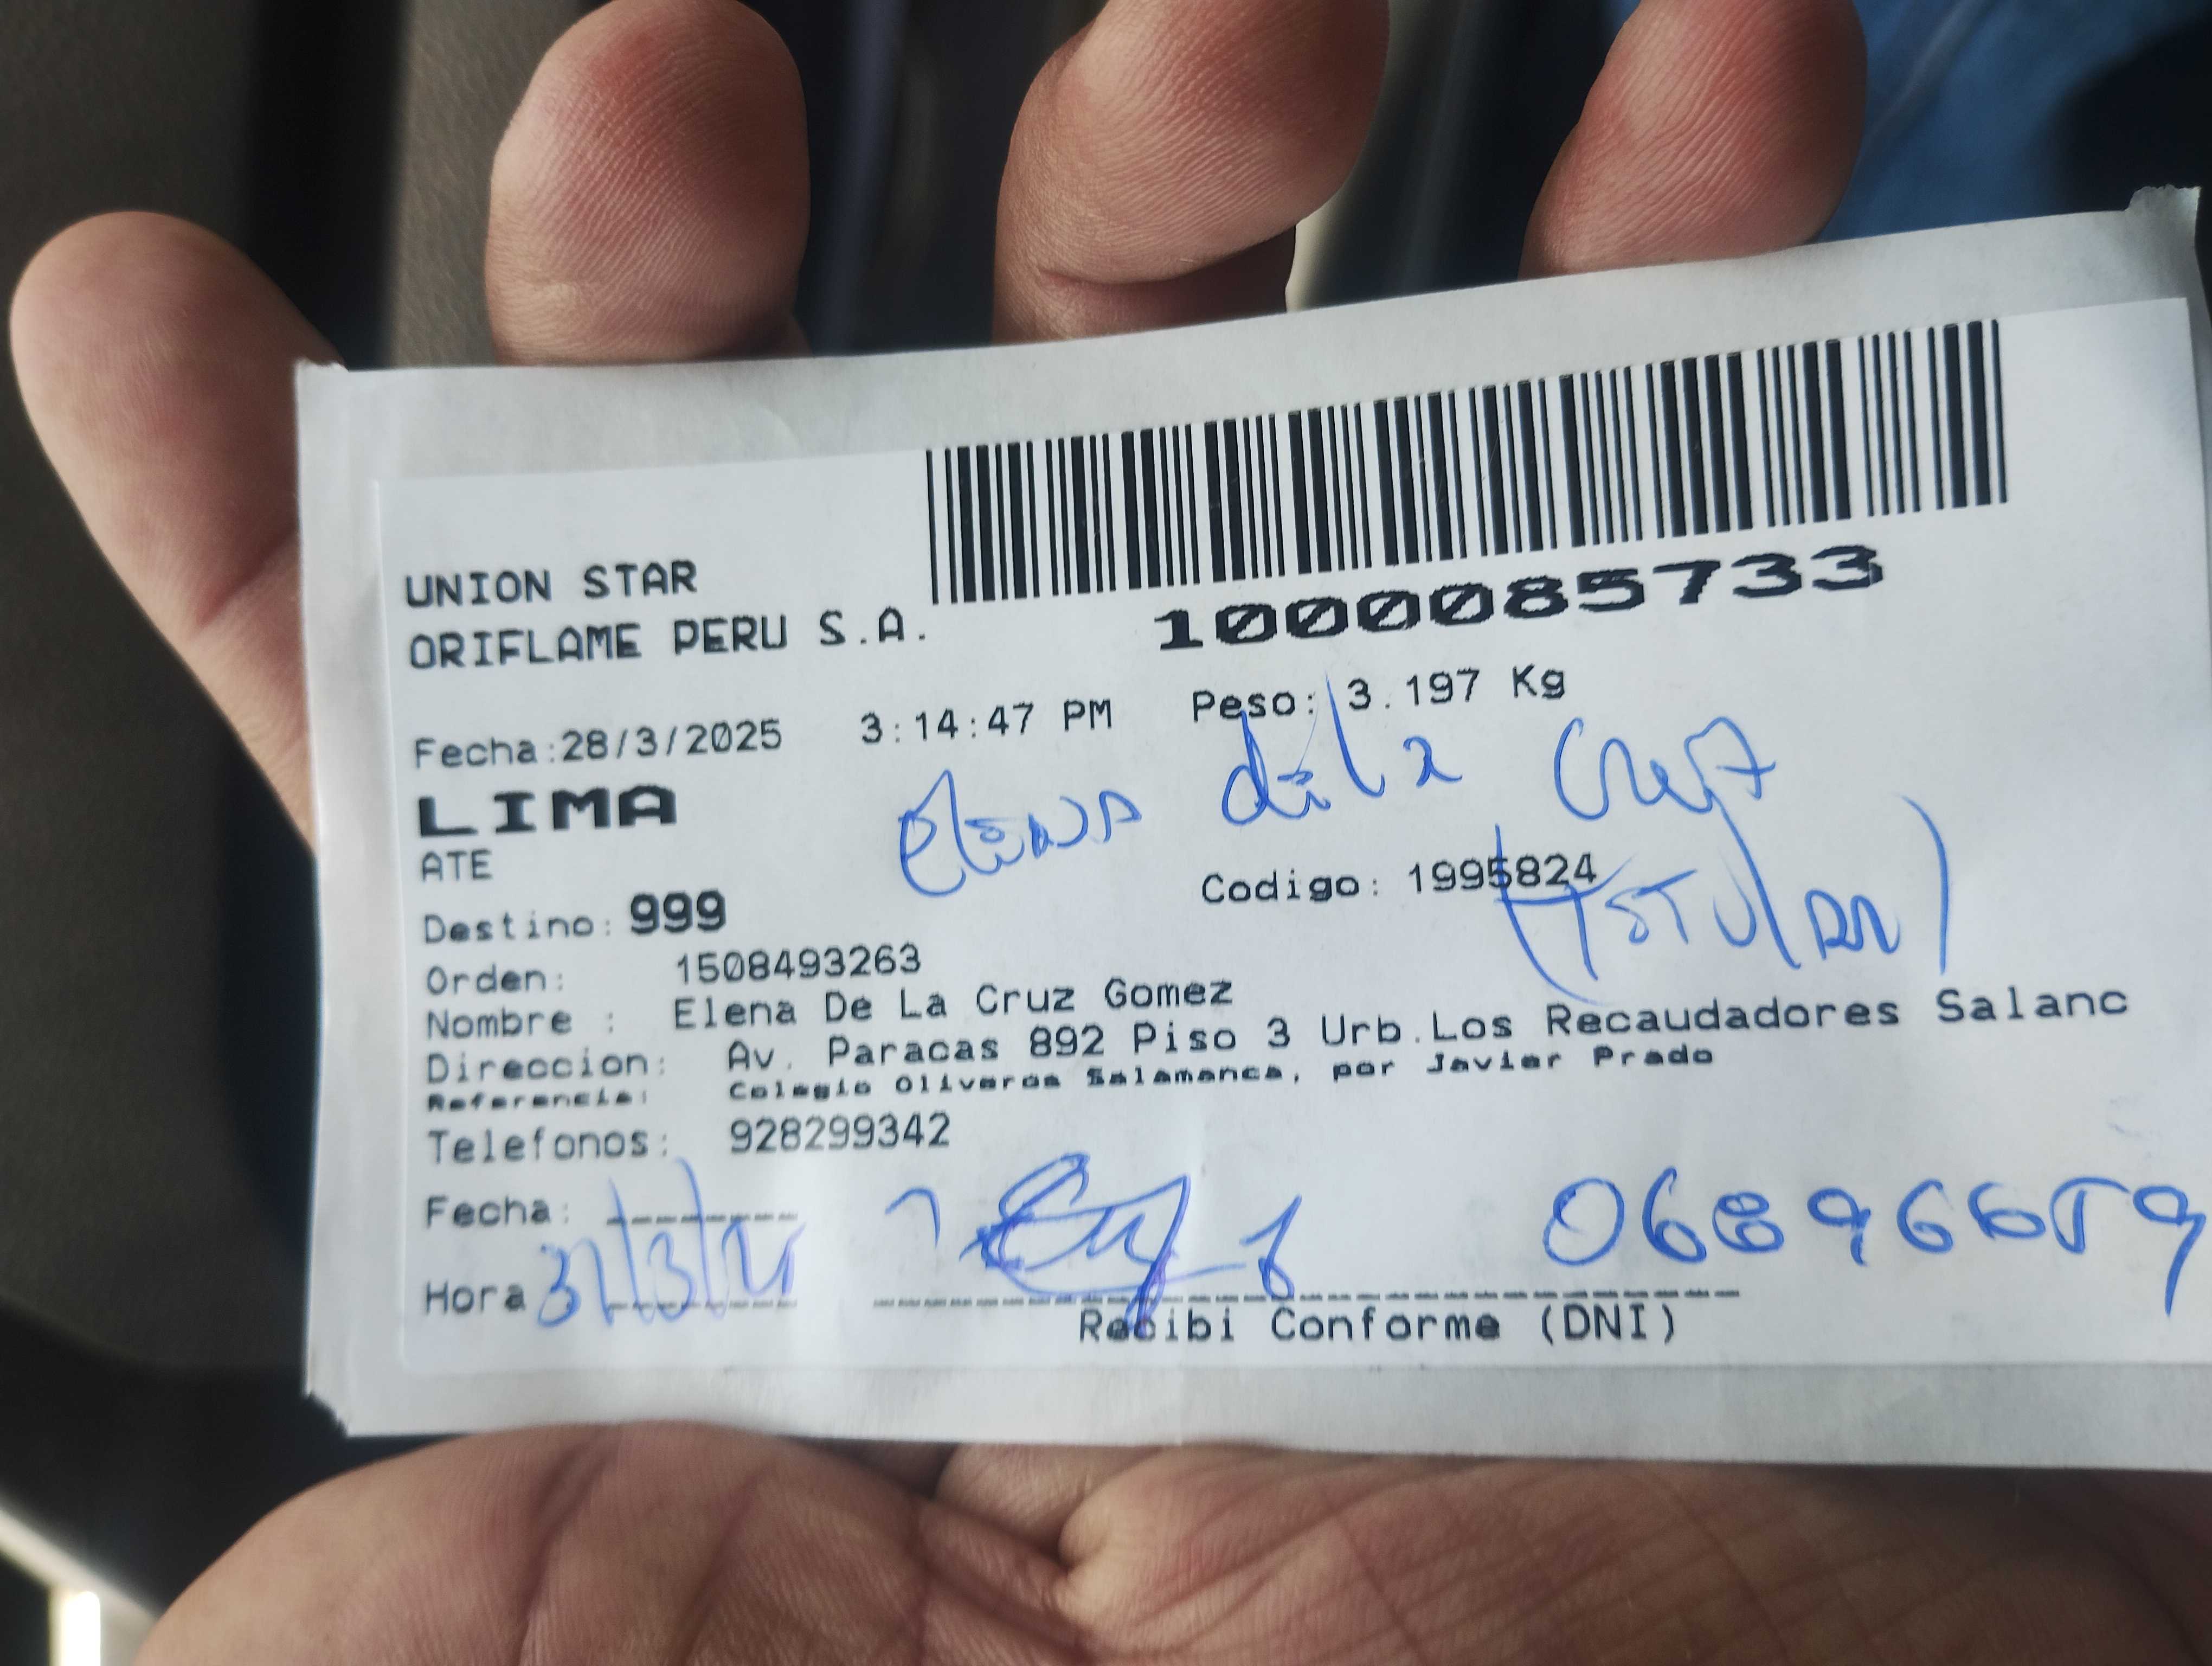 1000085733
UNION STAR
ORIFLAME PERU S.A.
Fecha:28/3/2025 3:14:47 PM Peso: 3.197 Kg
LIMA
Elena de la Cruz
ATE
Codigo: 1995824
(TITULAR)
Destino: 999
Orden: 1508493263
Nombre : Elena De La Cruz Gomez
Direccion: Av. Paracas 892 Piso 3 Urb.Los Recaudadores Salanc
Referencia: Colegio Oliveros Salamanca, por Javier Prado
Telefonos: 928299342
Fecha:
Hora
Recibi Conforme (DNI)